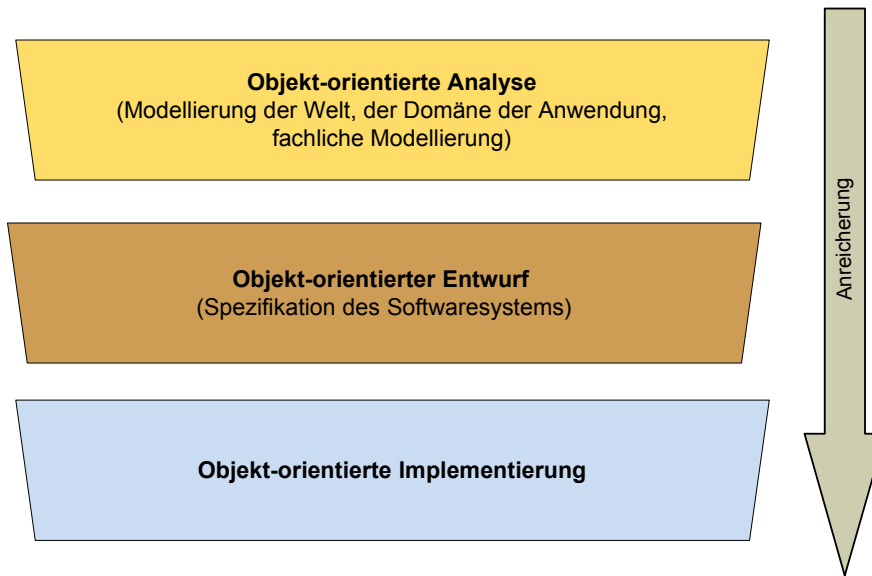 Objekt-orientierte Analyse
(Modellierung der Welt, der Domäne der Anwendung,
fachliche Modellierung)
Anreicherung
Objekt-orientierter Entwurf
(Spezifikation des Softwaresystems)
Objekt-orientierte Implementierung